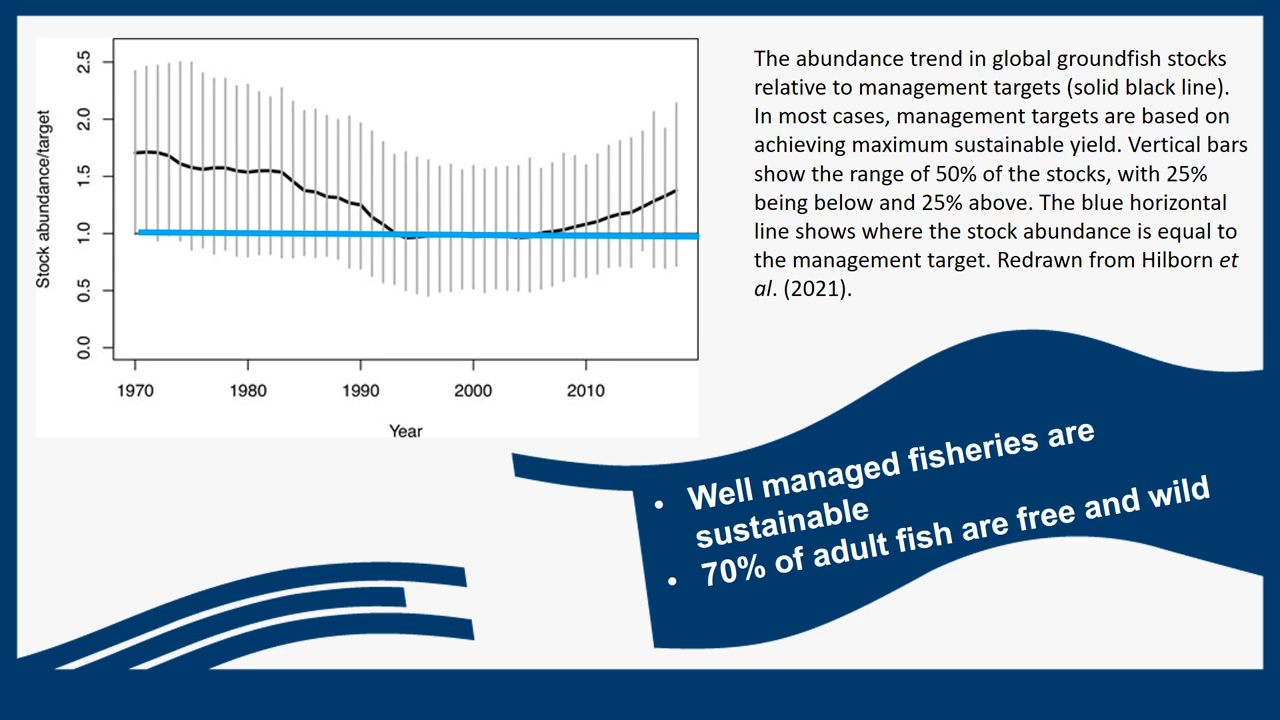 2.5
2.0
1.5
1.0
0.5
0.0
Stock abundance/target
1970 1980 1990 2000 2010
Year
The abundance trend in global groundfish stocks
relative to management targets (solid black line).
In most cases, management targets are based on
achieving maximum sustainable yield. Vertical bars
show the range of 50% of the stocks, with 25%
being below and 25% above. The blue horizontal
line shows where the stock abundance is equal to
the management target. Redrawn from Hilborn et
al. (2021).
• Well managed fisheries are
sustainable
• 70% of adult fish are free and wild